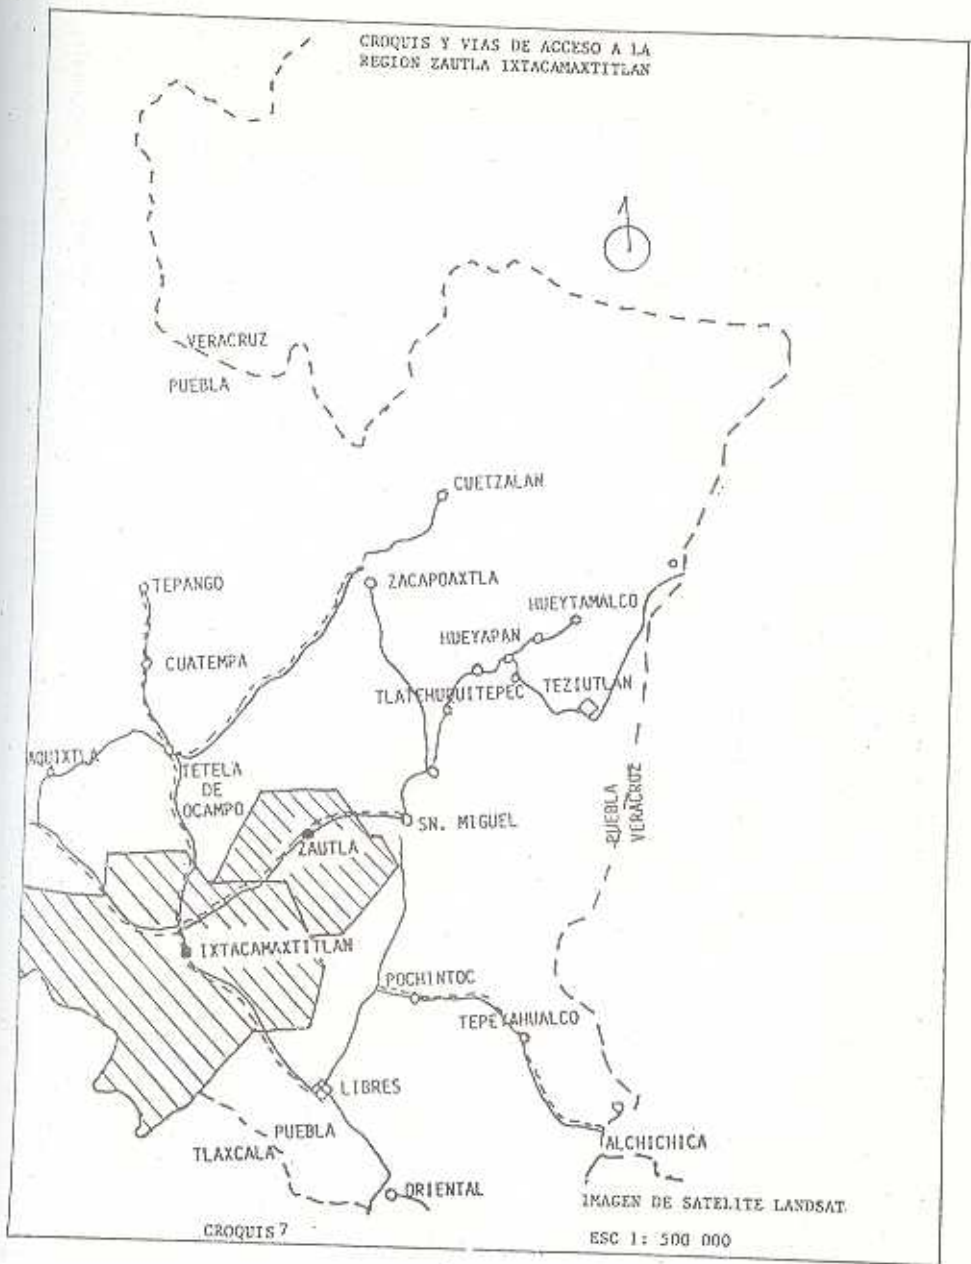 CROQUIS Y VIAS DE ACCESO A LA
REGION ZAUTLA IXTACAMAXTITLAN
VERACRUZ
PUEBLA
CUETZALAN
TEPANGO
ZACAPOAXTLA
HUEYTAMALCO
HUEYAPAN
CUATEMPA
TLATEHUQUITEPEC
TEZIUTLAN
AQUIXTLA
TETELA
DE
OCAMPO
PUEBLA
VERACRUZ
SN. MIGUEL
ZAUTLA
IXTACAMAXTITLAN
POCHINTOC
TEPEYAHUALCO
LIBRES
PUEBLA
TLAXCALA
ALCHICHICA
ORIENTAL
IMAGEN DE SATELITE LANDSAT
CROQUIS 7
ESC 1: 500 000